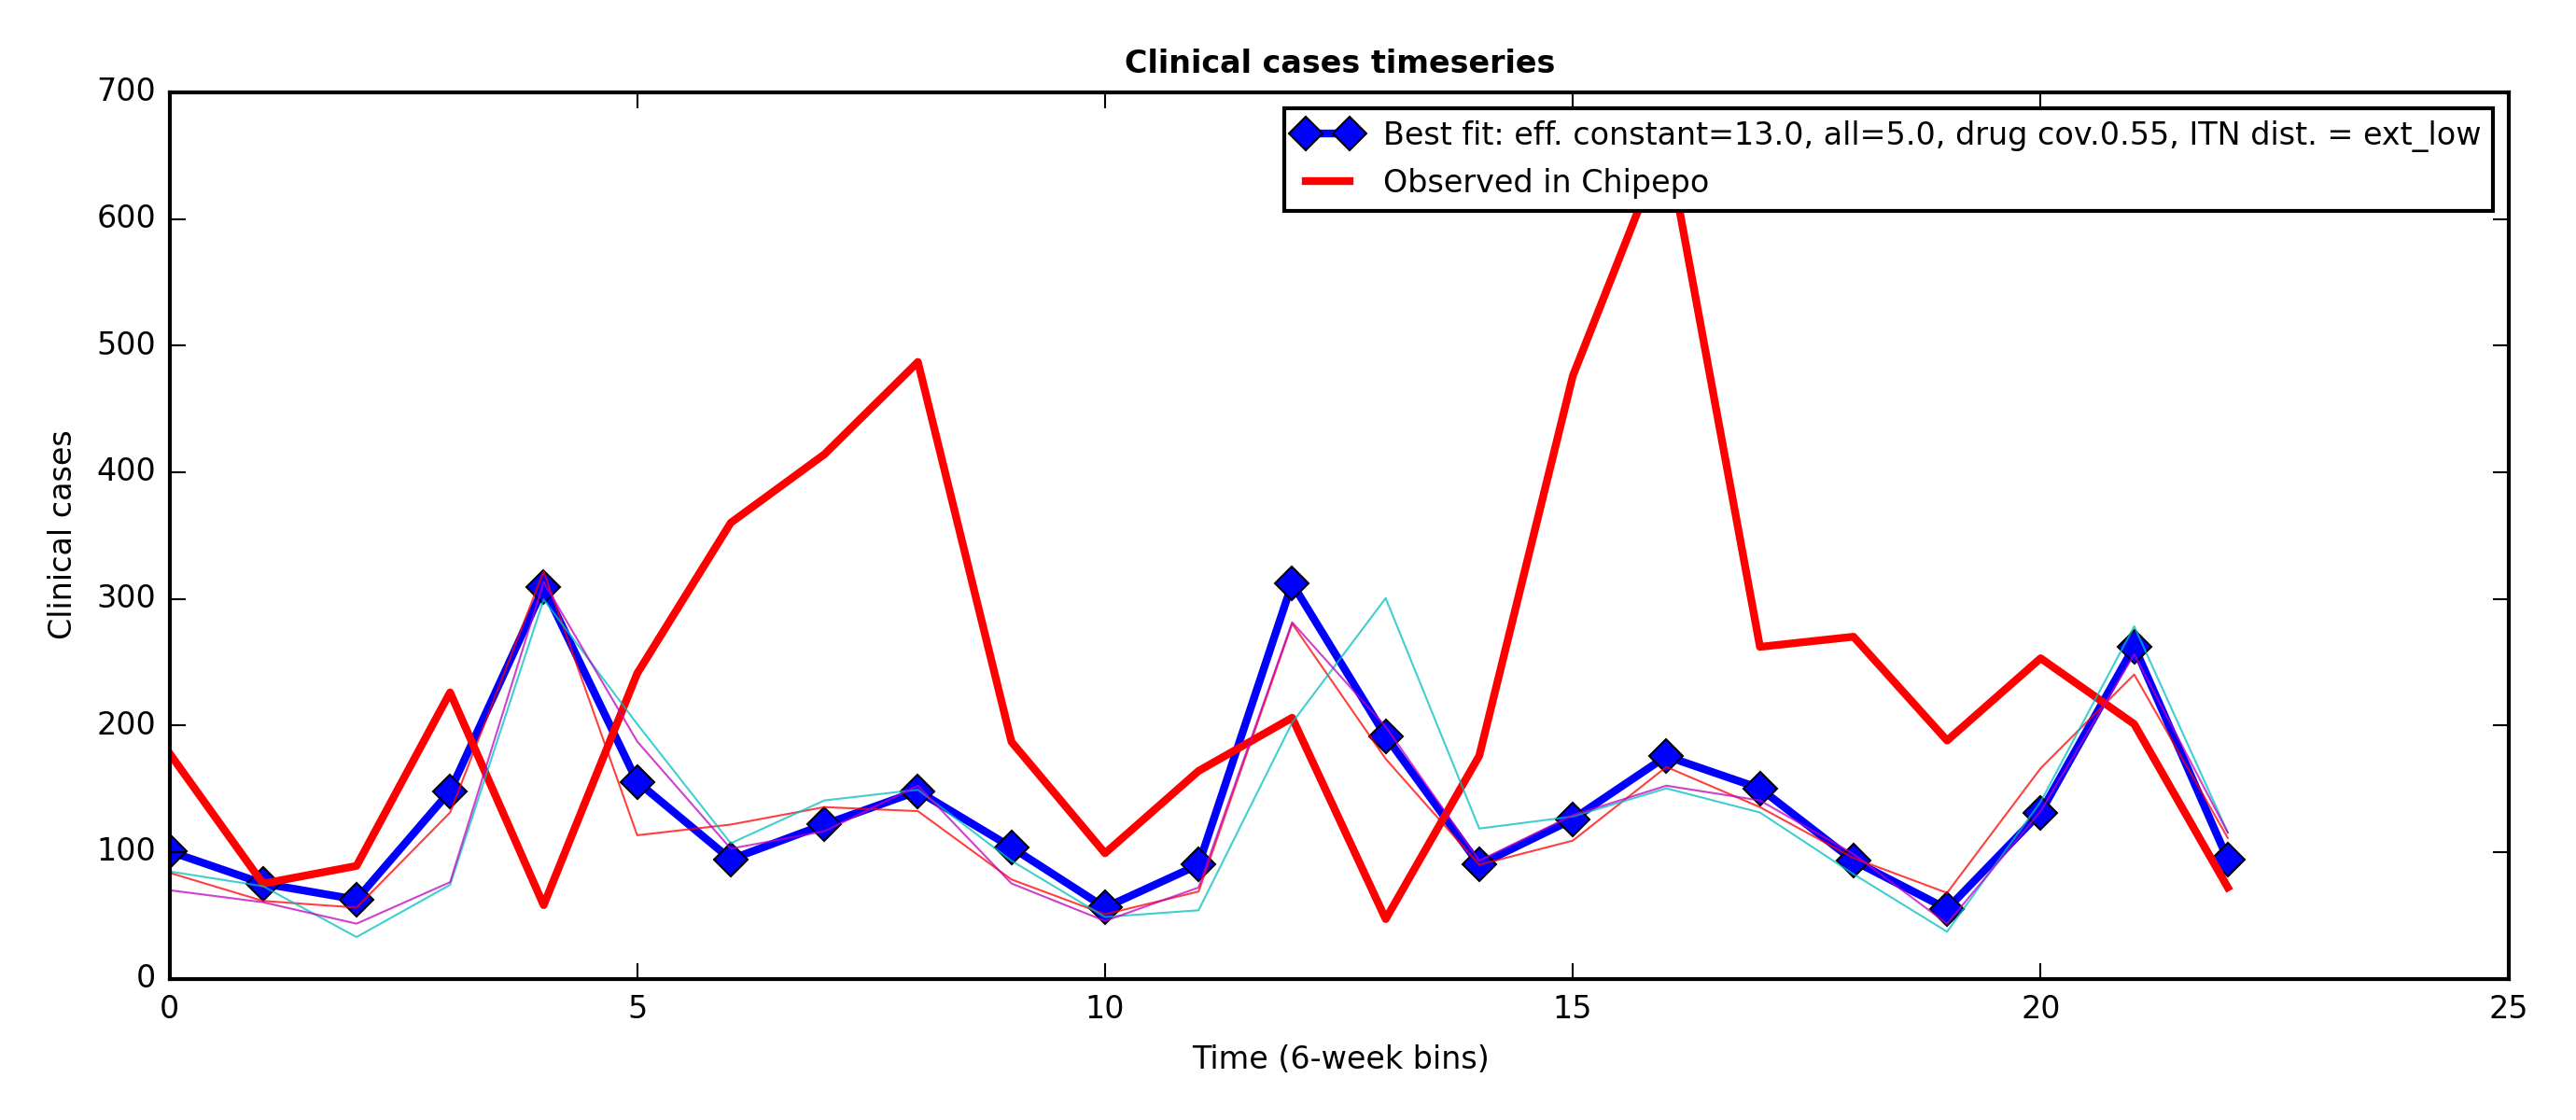 Clinical cases timeseries
700
600
500
400
300
200
100
0
Clinical cases
Best fit: eff. constant=13.0, all=5.0, drug cov.0.55, ITN dist. = ext_low
Observed in Chipepo
0 5 10 15 20 25
Time (6-week bins)